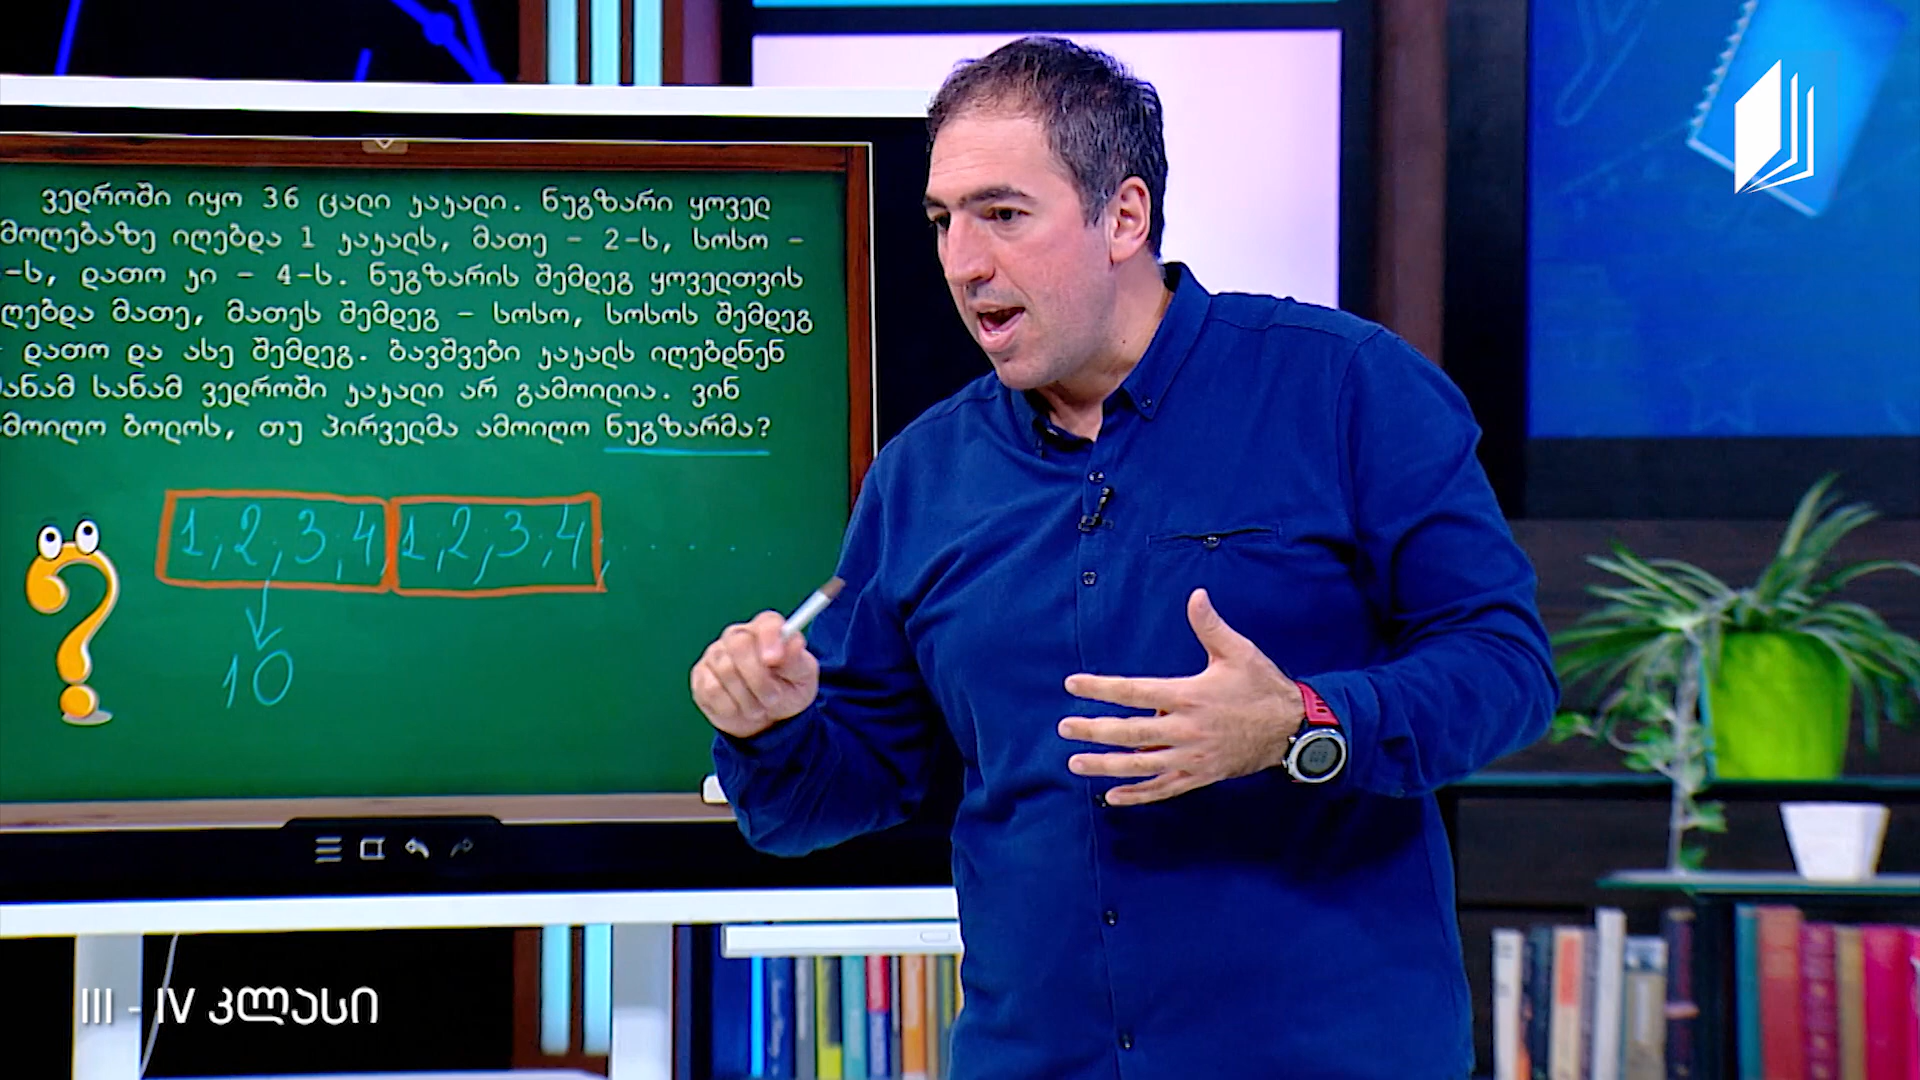 ვედროში იყო 36 ცალი კაკალი. ნუგზარი ყოველ
მოღებაზე იღებდა 1 კაკალს, მათე – 2-ს, სოსო –
-ს, დათო კი – 4-ს. ნუგზარის შემდეგ ყოველთვის
ღებდა მათე, მათეს შემდეგ – სოსო, სოსოს შემდეგ
დათო და ასე შემდეგ. ბავშვები კაკალს იღებდნენ
მანამ სანამ ვედროში კაკალი არ გამოილია. ვინ
ამოიღო ბოლოს, თუ პირველმა ამოიღო ნუგზარმა?
1, 2, 3, 4, 1, 2, 3, 4, . . . . .
10
III - IV კლასი